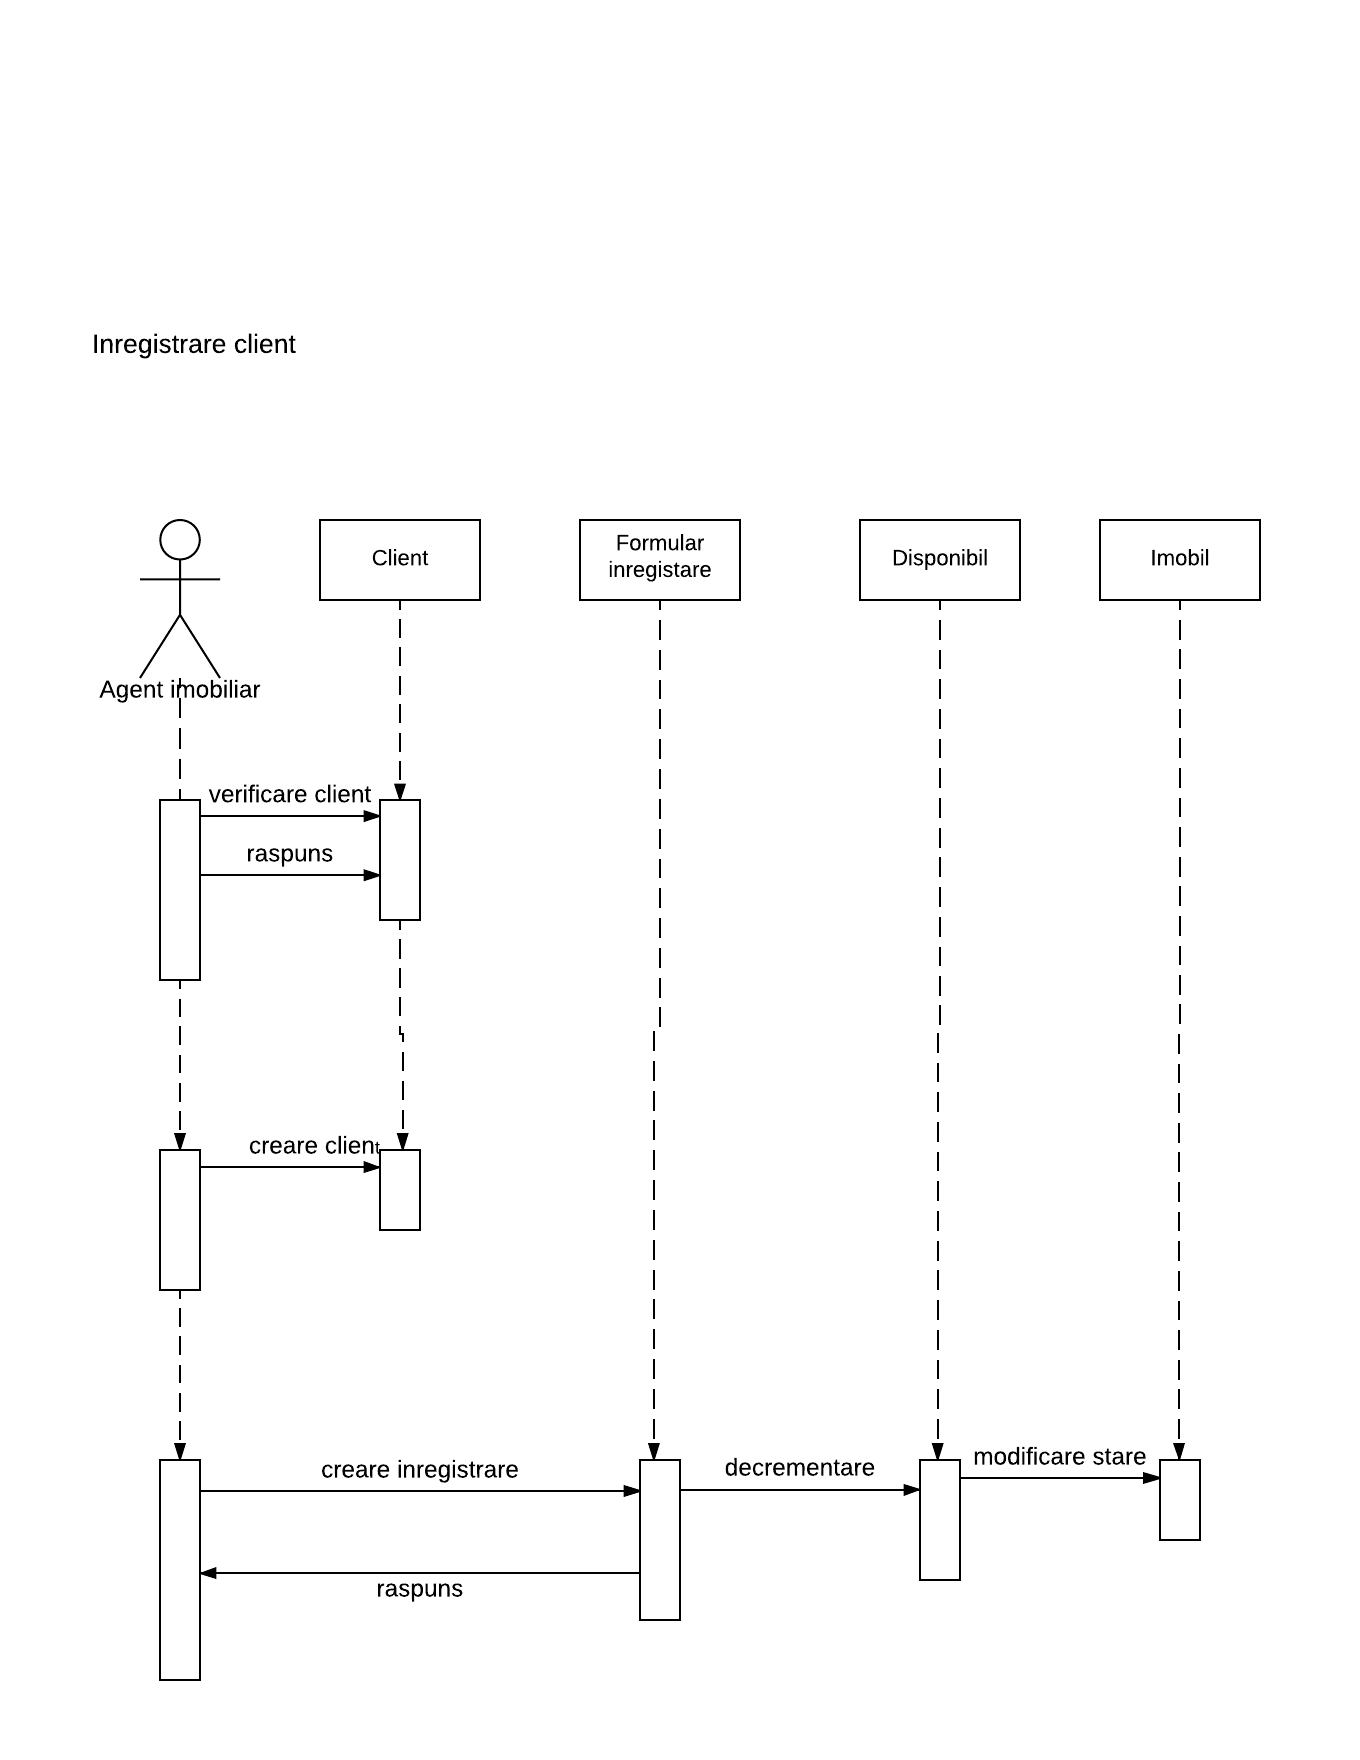 Inregistrare client
Agent imobiliar
Client
Formular
inregistare
Disponibil
Imobil
verificare client
raspuns
creare client
creare inregistrare
decrementare
modificare stare
raspuns